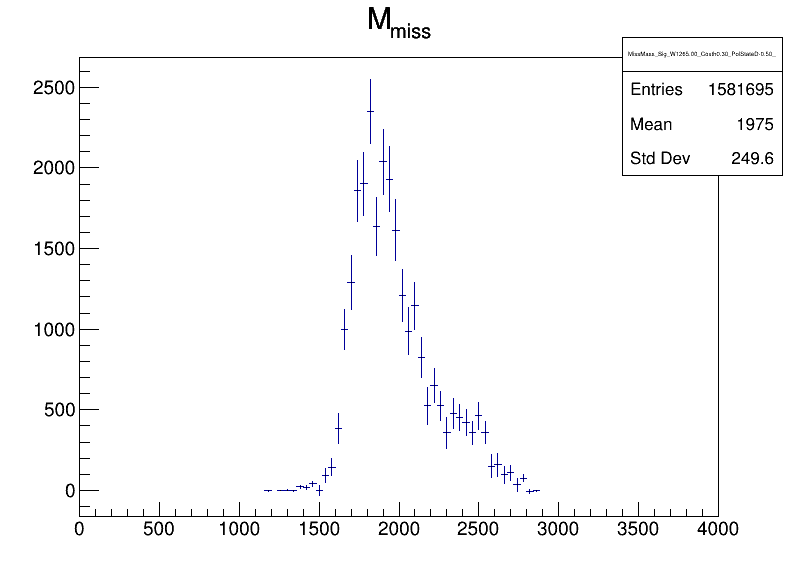 M_miss
MissMass_Sig_W1265.00_Costh0.30_PolStateD-0.50_
Entries 1581695
Mean 1975
Std Dev 249.6
2500
2000
1500
1000
500
0
0 500 1000 1500 2000 2500 3000 3500 4000